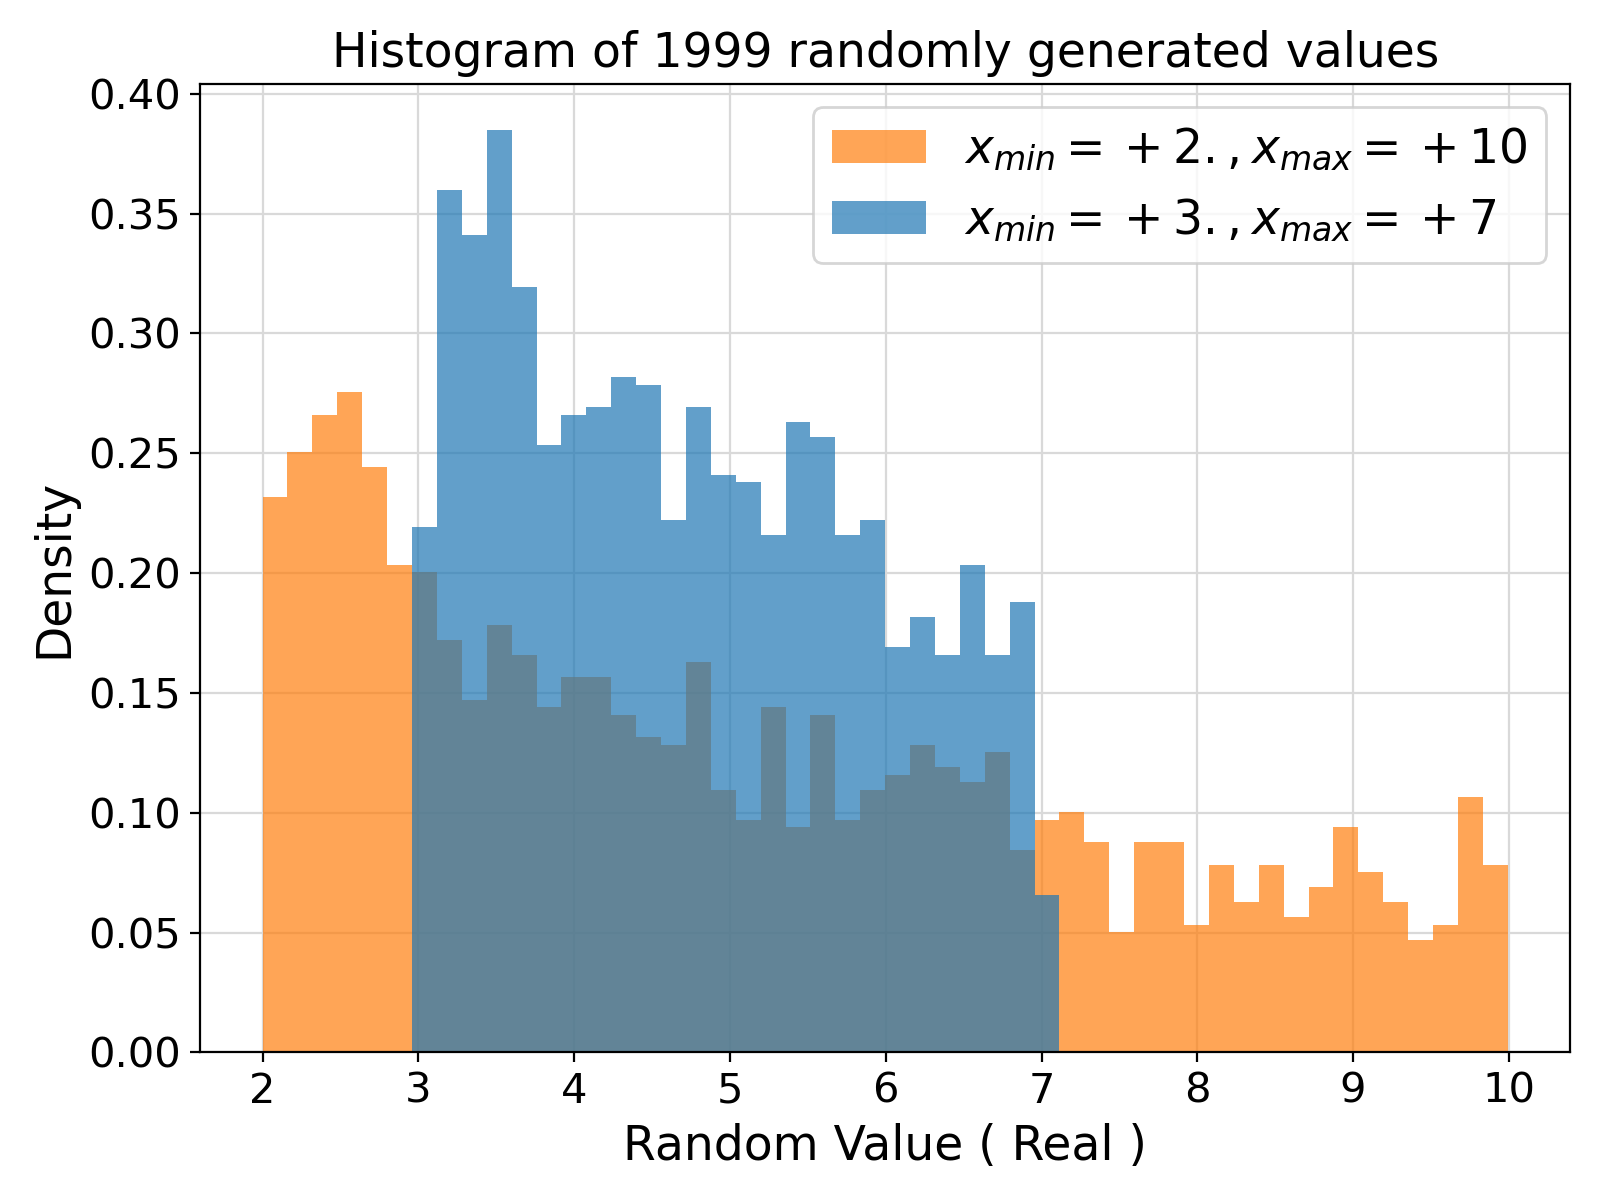 Histogram of 1999 randomly generated values
x_min = +2., x_max = +10
x_min = +3., x_max = +7
Density
0.40
0.35
0.30
0.25
0.20
0.15
0.10
0.05
0.00
2 3 4 5 6 7 8 9 10
Random Value ( Real )